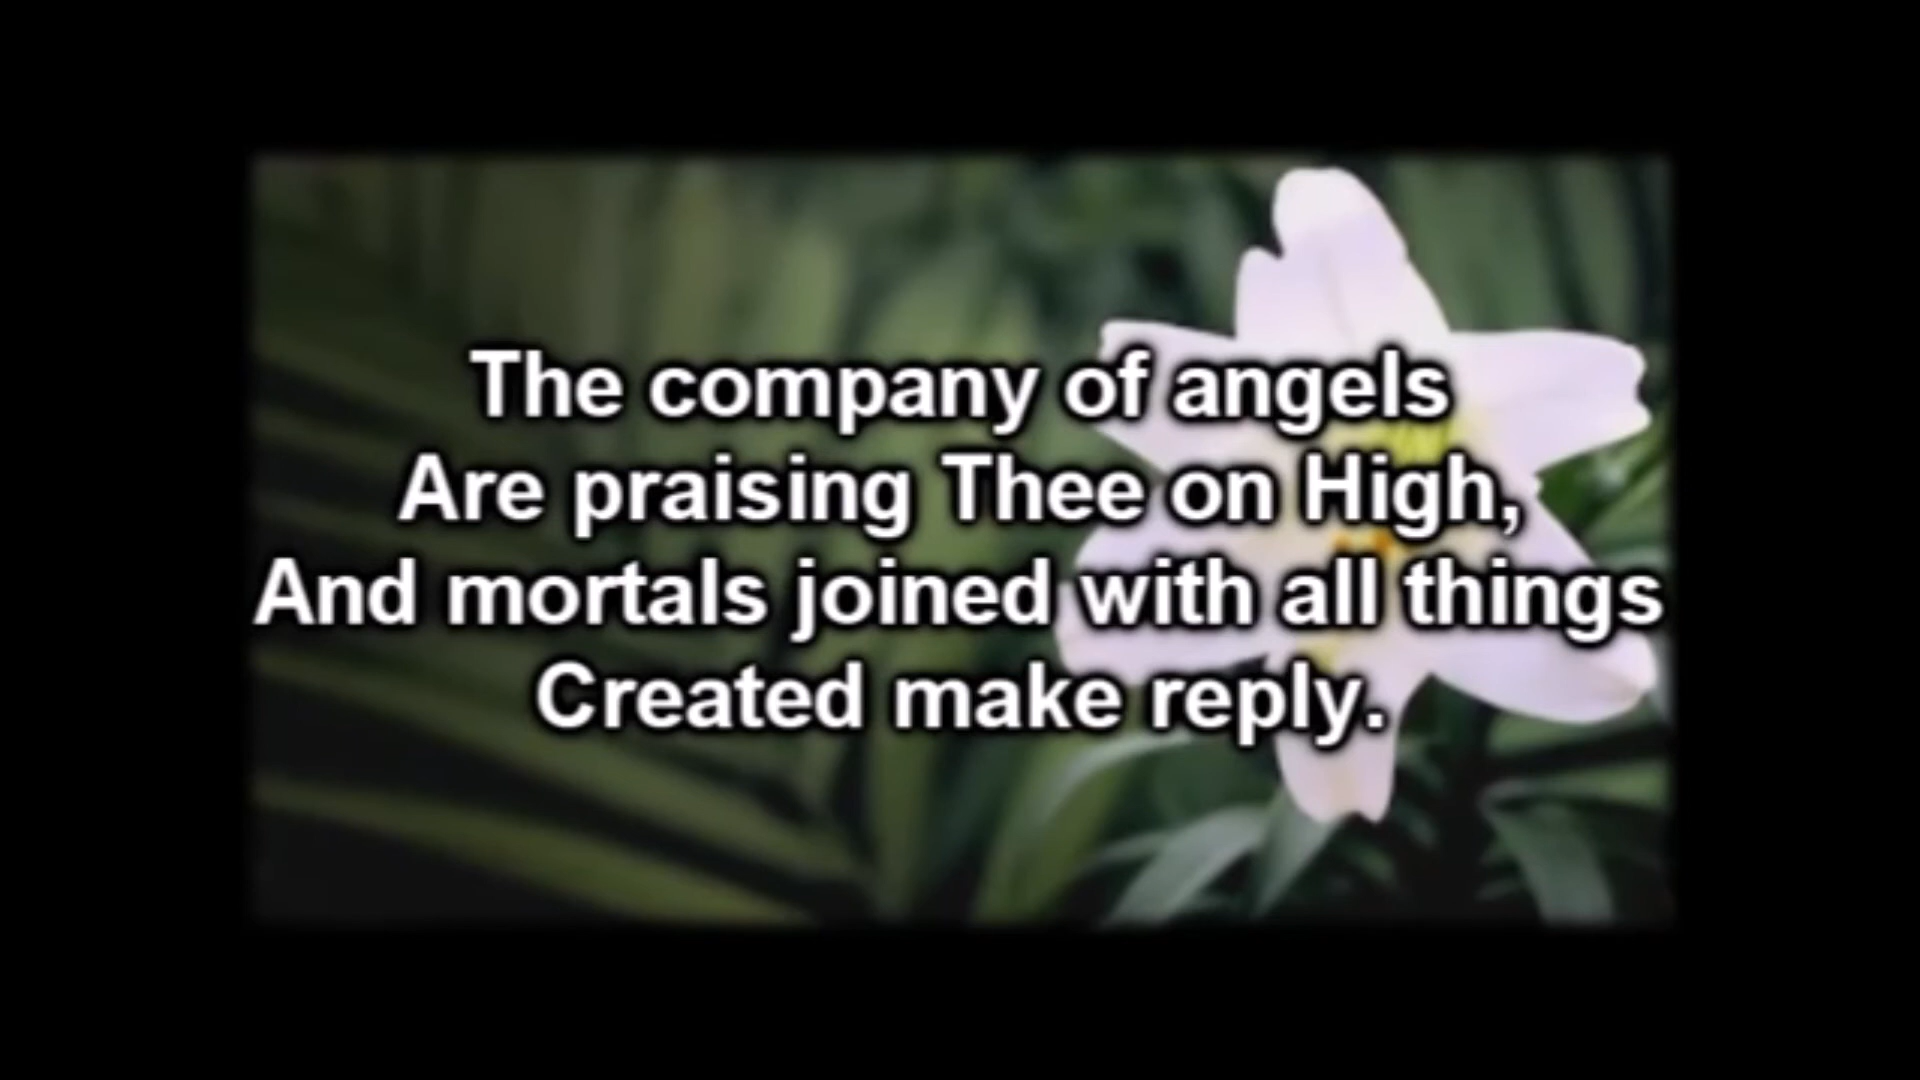 The company of angels
Are praising Thee on High,
And mortals joined with all things
Created make reply.